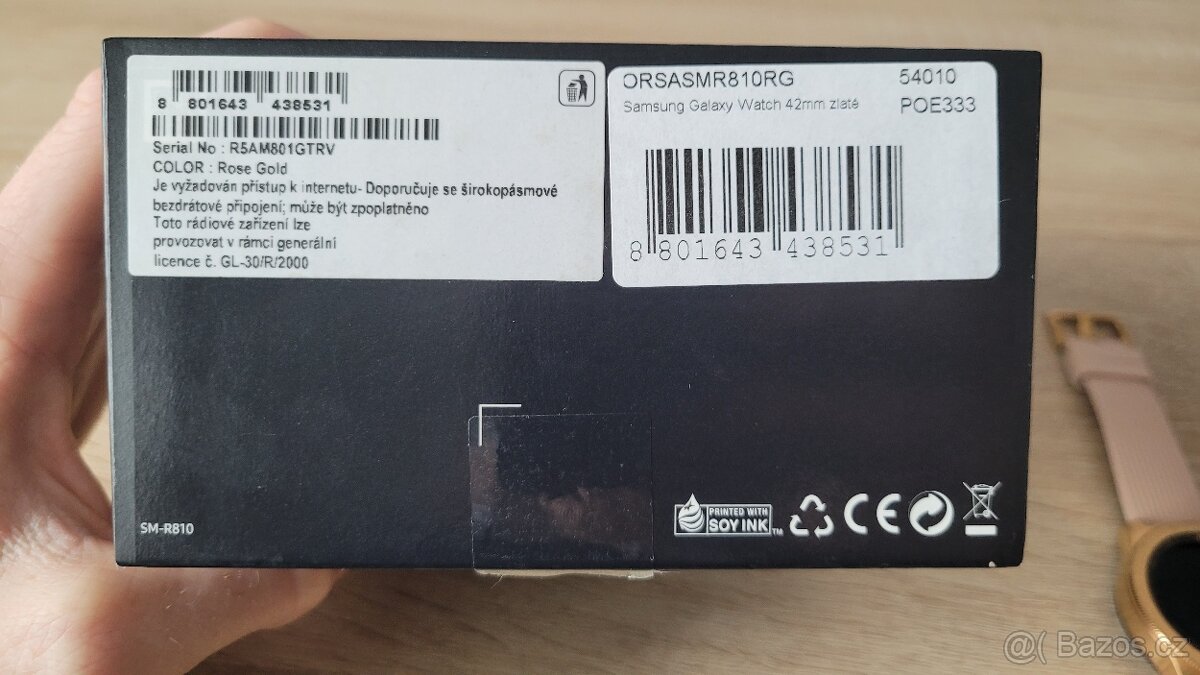 8 801643 438531
Serial No : R5AM801GTRV
COLOR : Rose Gold
Je vyžadován přístup k internetu- Doporučuje se širokopásmové
bezdrátové připojení; může být zpoplatněno
Toto rádiové zařízení lze
provozovat v rámci generální
licence č. GL-30/R/2000
ORSASMR810RG 54010
Samsung Galaxy Watch 42mm zlaté POE333
8 801643 438531
SM-R810
PRINTED WITH
SOY INK™
CE
@( Bazos.cz